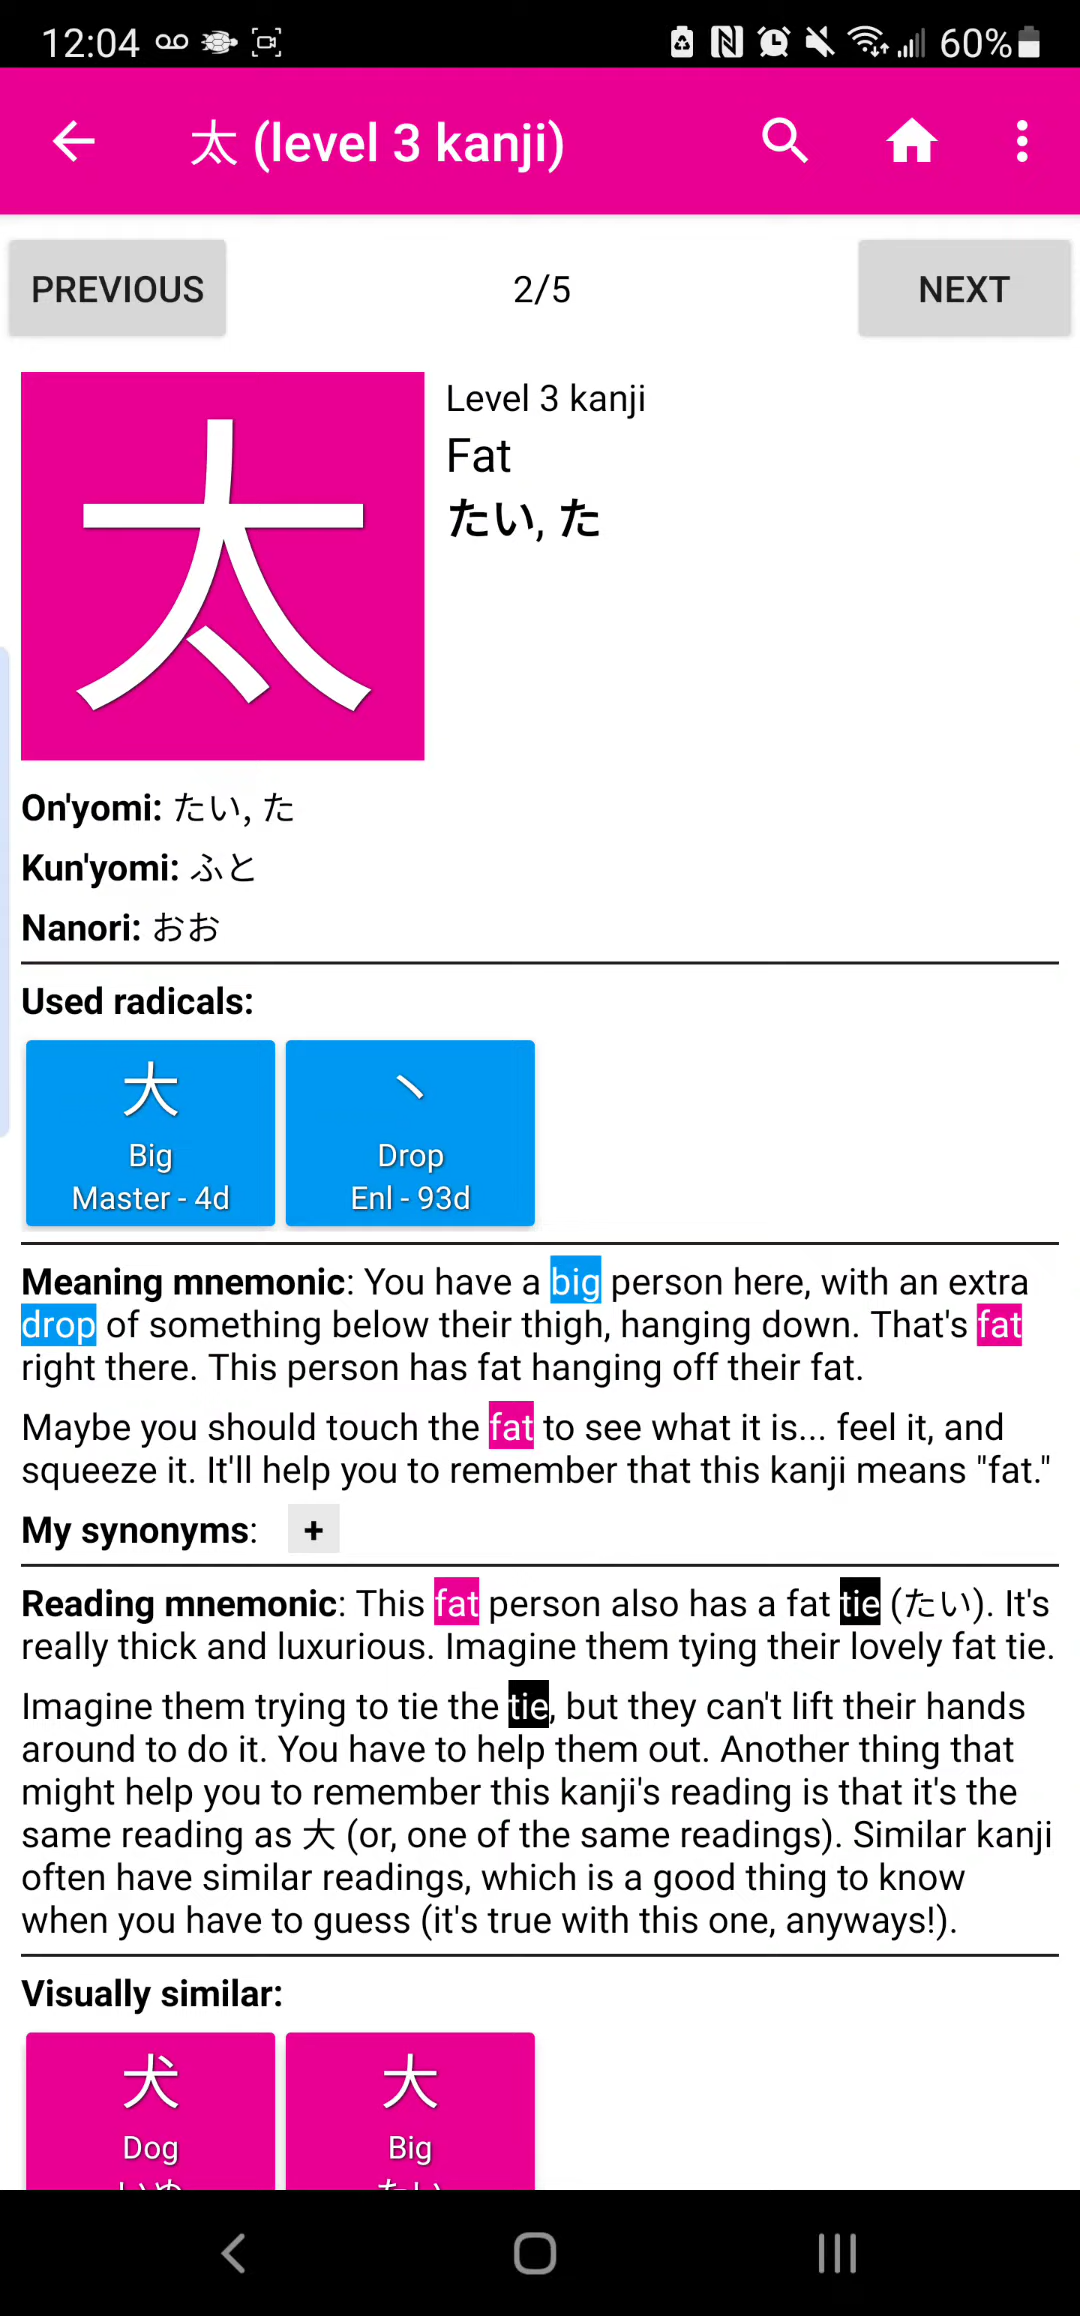 12:04 60%
太 (level 3 kanji)
PREVIOUS 2/5 NEXT
太
Level 3 kanji
Fat
たい, た
On'yomi: たい, た
Kun'yomi: ふと
Nanori: おお
Used radicals:
大
Big
Master - 4d
丶
Drop
Enl - 93d
Meaning mnemonic: You have a big person here, with an extra
drop of something below their thigh, hanging down. That's fat
right there. This person has fat hanging off their fat.
Maybe you should touch the fat to see what it is... feel it, and
squeeze it. It'll help you to remember that this kanji means "fat."
My synonyms: +
Reading mnemonic: This fat person also has a fat tie (たい). It's
really thick and luxurious. Imagine them tying their lovely fat tie.
Imagine them trying to tie the tie, but they can't lift their hands
around to do it. You have to help them out. Another thing that
might help you to remember this kanji's reading is that it's the
same reading as 大 (or, one of the same readings). Similar kanji
often have similar readings, which is a good thing to know
when you have to guess (it's true with this one, anyways!).
Visually similar:
犬
Dog
いぬ
大
Big
たい